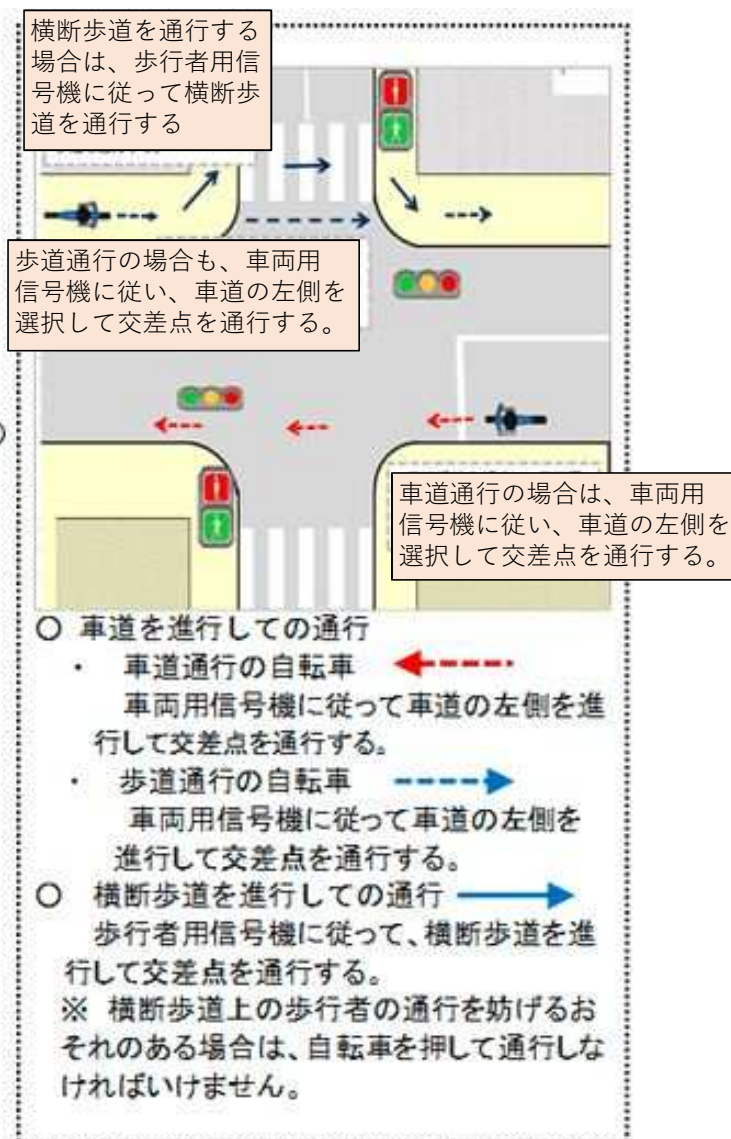 横断歩道を通行する
場合は、歩行者用信
号機に従って横断歩
道を通行する
歩道通行の場合も、車両用
信号機に従い、車道の左側を
選択して交差点を通行する。
車道通行の場合は、車両用
信号機に従い、車道の左側を
選択して交差点を通行する。
○ 車道を進行しての通行
・ 車道通行の自転車
車両用信号機に従って車道の左側を進
行して交差点を通行する。
・ 歩道通行の自転車
車両用信号機に従って車道の左側を
進行して交差点を通行する。
○ 横断歩道を進行しての通行
歩行者用信号機に従って、横断歩道を進
行して交差点を通行する。
※ 横断歩道上の歩行者の通行を妨げるお
それのある場合は、自転車を押して通行しな
ければいけません。